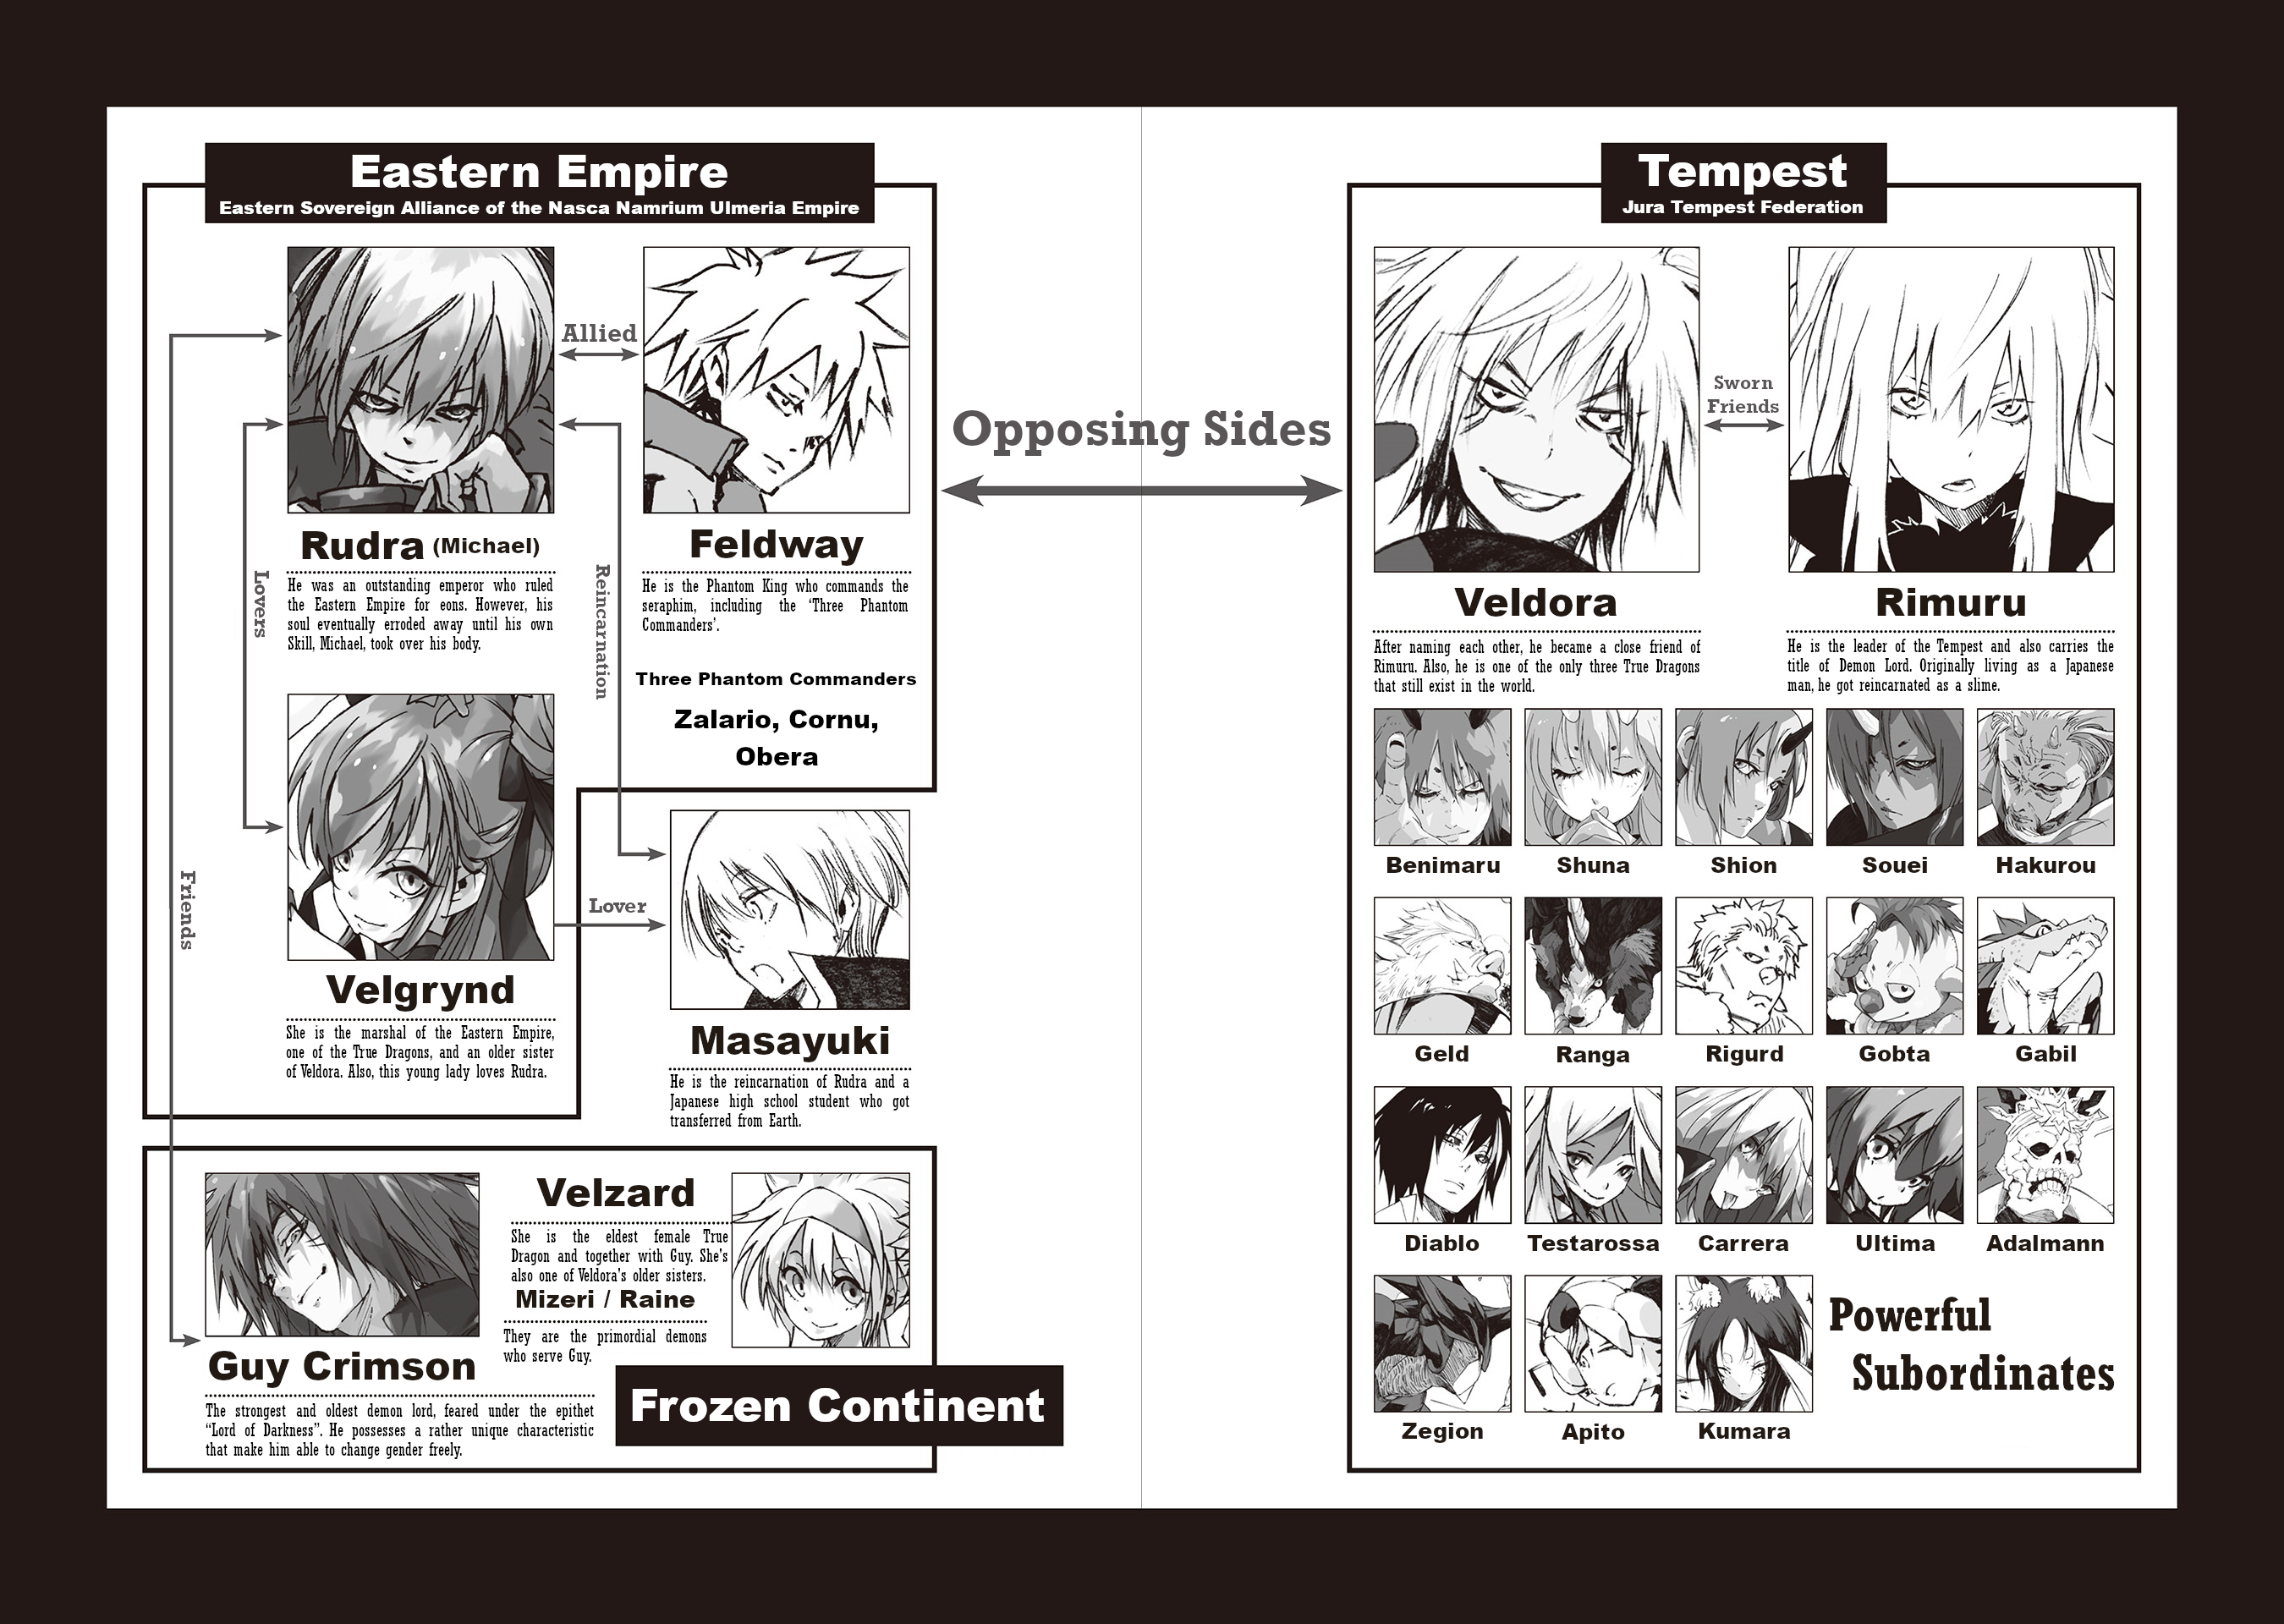 Eastern Empire
Eastern Sovereign Alliance of the Nasca Namrium Ulmeria Empire
Allied
Rudra (Michael)
He was an outstanding emperor who ruled
the Eastern Empire for eons. However, his
soul eventually erroded away until his own
Skill, Michael, took over his body.
Feldway
He is the Phantom King who commands the
seraphim, including the ‘Three Phantom
Commanders’.
Three Phantom Commanders
Zalario, Cornu,
Obera
Lovers
Reincarnation
Friends
Velgrynd
She is the marshal of the Eastern Empire,
one of the True Dragons, and an older sister
of Veldora. Also, this young lady loves Rudra.
Lover
Masayuki
He is the reincarnation of Rudra and a
Japanese high school student who got
transferred from Earth.
Guy Crimson
The strongest and oldest demon lord, feared under the epithet
“Lord of Darkness”. He possesses a rather unique characteristic
that make him able to change gender freely.
Velzard
She is the eldest female True
Dragon and together with Guy. She's
also one of Veldora's older sisters.
Mizeri / Raine
They are the primordial demons
who serve Guy.
Frozen Continent
Opposing Sides
Tempest
Jura Tempest Federation
Sworn
Friends
Veldora
After naming each other, he became a close friend of
Rimuru. Also, he is one of the only three True Dragons
that still exist in the world.
Rimuru
He is the leader of the Tempest and also carries the
title of Demon Lord. Originally living as a Japanese
man, he got reincarnated as a slime.
Benimaru Shuna Shion Souei Hakurou
Geld Ranga Rigurd Gobta Gabil
Diablo Testarossa Carrera Ultima Adalmann
Zegion Apito Kumara
Powerful
Subordinates